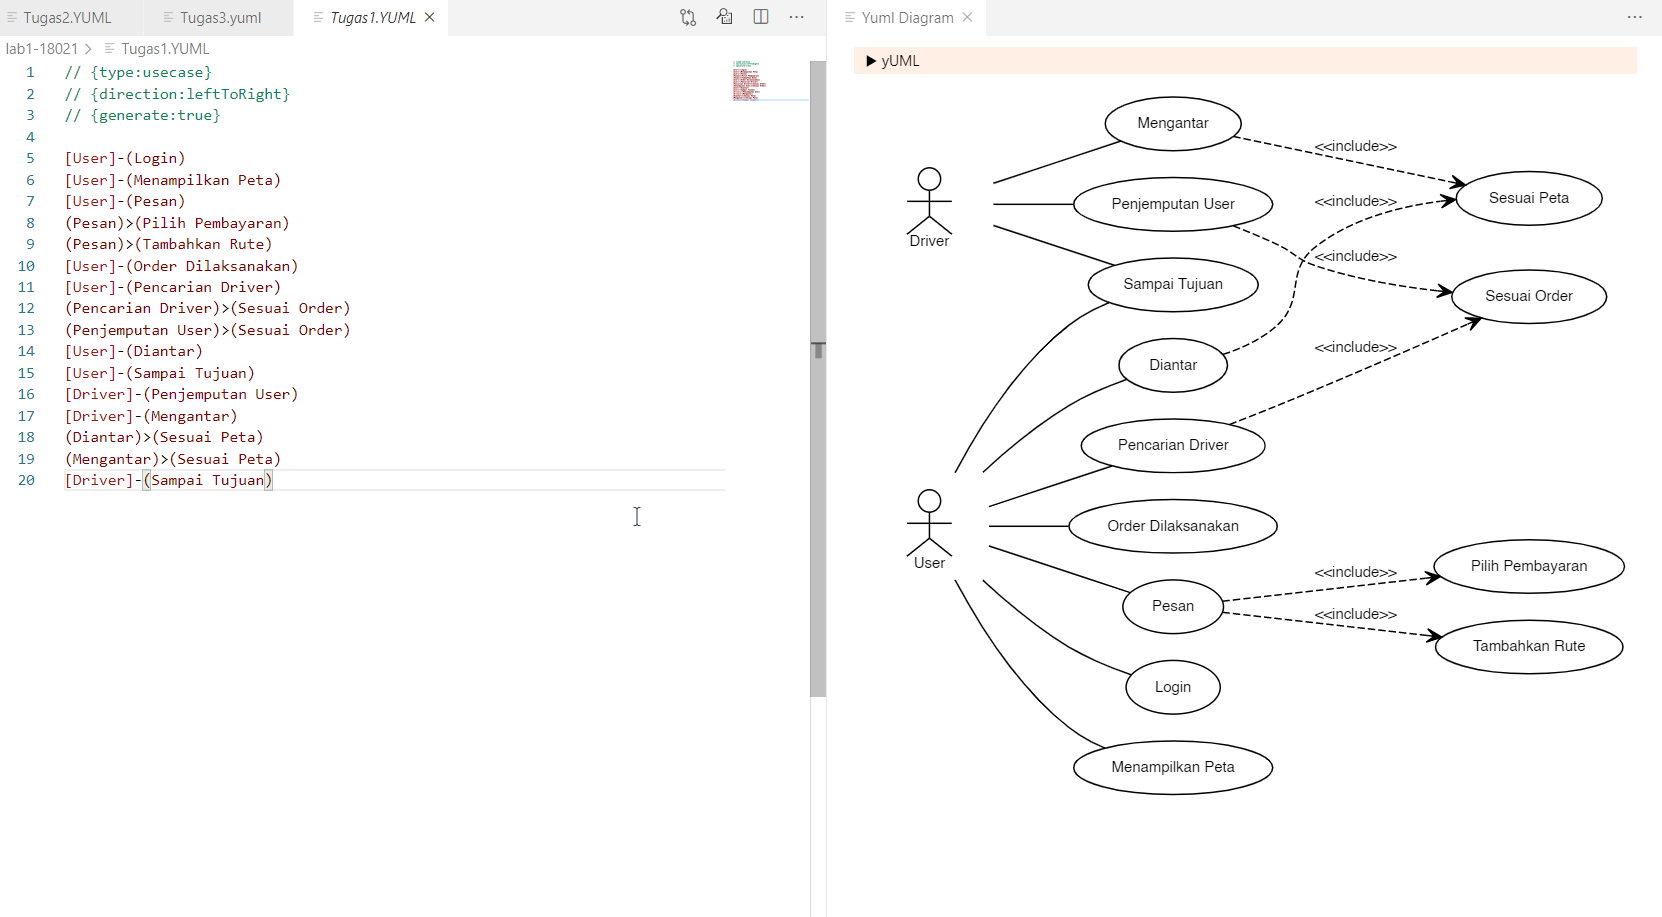 Tugas2.YUML
Tugas3.yuml
Tugas1.YUML
lab1-18021 > Tugas1.YUML
1 // {type:usecase}
2 // {direction:leftToRight}
3 // {generate:true}
4
5 [User]-(Login)
6 [User]-(Menampilkan Peta)
7 [User]-(Pesan)
8 (Pesan)>(Pilih Pembayaran)
9 (Pesan)>(Tambahkan Rute)
10 [User]-(Order Dilaksanakan)
11 [User]-(Pencarian Driver)
12 (Pencarian Driver)>(Sesuai Order)
13 (Penjemputan User)>(Sesuai Order)
14 [User]-(Diantar)
15 [User]-(Sampai Tujuan)
16 [Driver]-(Penjemputan User)
17 [Driver]-(Mengantar)
18 (Diantar)>(Sesuai Peta)
19 (Mengantar)>(Sesuai Peta)
20 [Driver]-(Sampai Tujuan)
Yuml Diagram
yUML
Mengantar
<<include>>
Sesuai Peta
Penjemputan User
<<include>>
Driver
<<include>>
Sampai Tujuan
Sesuai Order
<<include>>
Diantar
Pencarian Driver
Order Dilaksanakan
User
<<include>>
Pilih Pembayaran
Pesan
<<include>>
Tambahkan Rute
Login
Menampilkan Peta